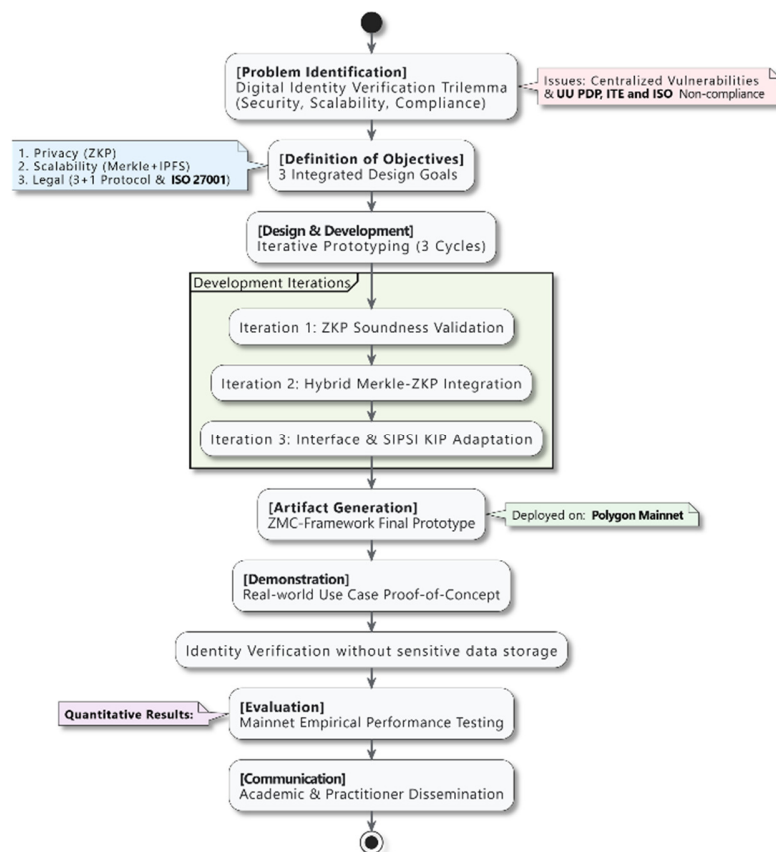 [Problem Identification]
Digital Identity Verification Trilemma
(Security, Scalability, Compliance)
Issues: Centralized Vulnerabilities
& UU PDP, ITE and ISO Non-compliance
1. Privacy (ZKP)
2. Scalability (Merkle+IPFS)
3. Legal (3+1 Protocol & ISO 27001)
[Definition of Objectives]
3 Integrated Design Goals
[Design & Development]
Iterative Prototyping (3 Cycles)
Development Iterations
Iteration 1: ZKP Soundness Validation
Iteration 2: Hybrid Merkle-ZKP Integration
Iteration 3: Interface & SIPSI KIP Adaptation
[Artifact Generation]
ZMC-Framework Final Prototype
Deployed on: Polygon Mainnet
[Demonstration]
Real-world Use Case Proof-of-Concept
Identity Verification without sensitive data storage
Quantitative Results:
[Evaluation]
Mainnet Empirical Performance Testing
[Communication]
Academic & Practitioner Dissemination